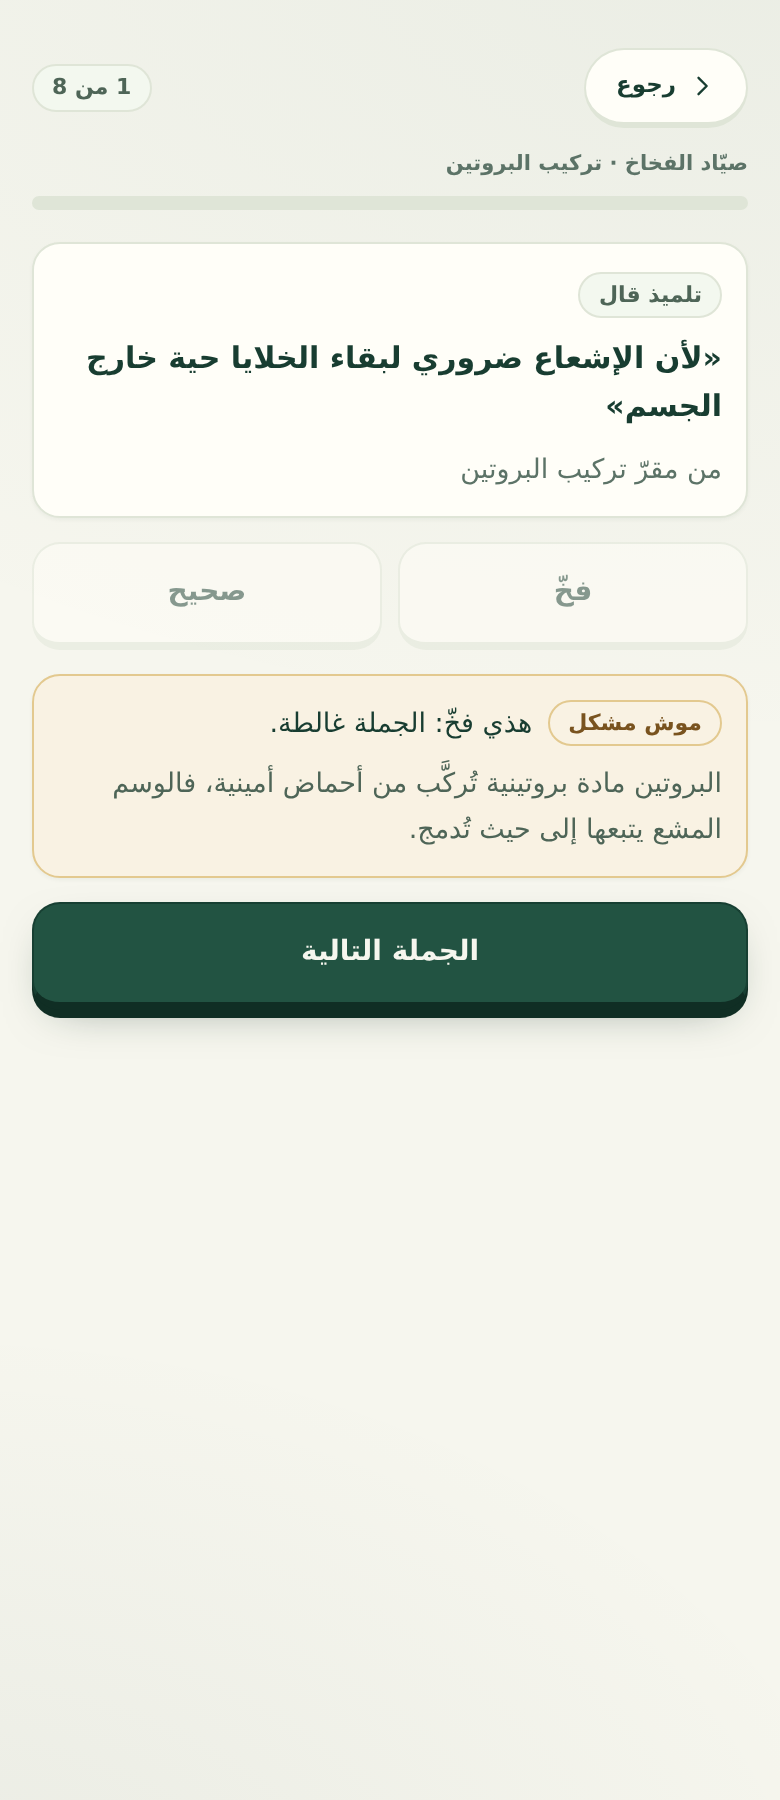 رجوع
1 من 8
صيّاد الفخاخ · تركيب البروتين
تلميذ قال
«لأن الإشعاع ضروري لبقاء الخلايا حية خارج
الجسم»
من مقرّ تركيب البروتين
فخّ
صحيح
موش مشكل هذي فخّ: الجملة غالطة.
البروتين مادة بروتينية تُركَّب من أحماض أمينية، فالوسم
المشع يتبعها إلى حيث تُدمج.
الجملة التالية